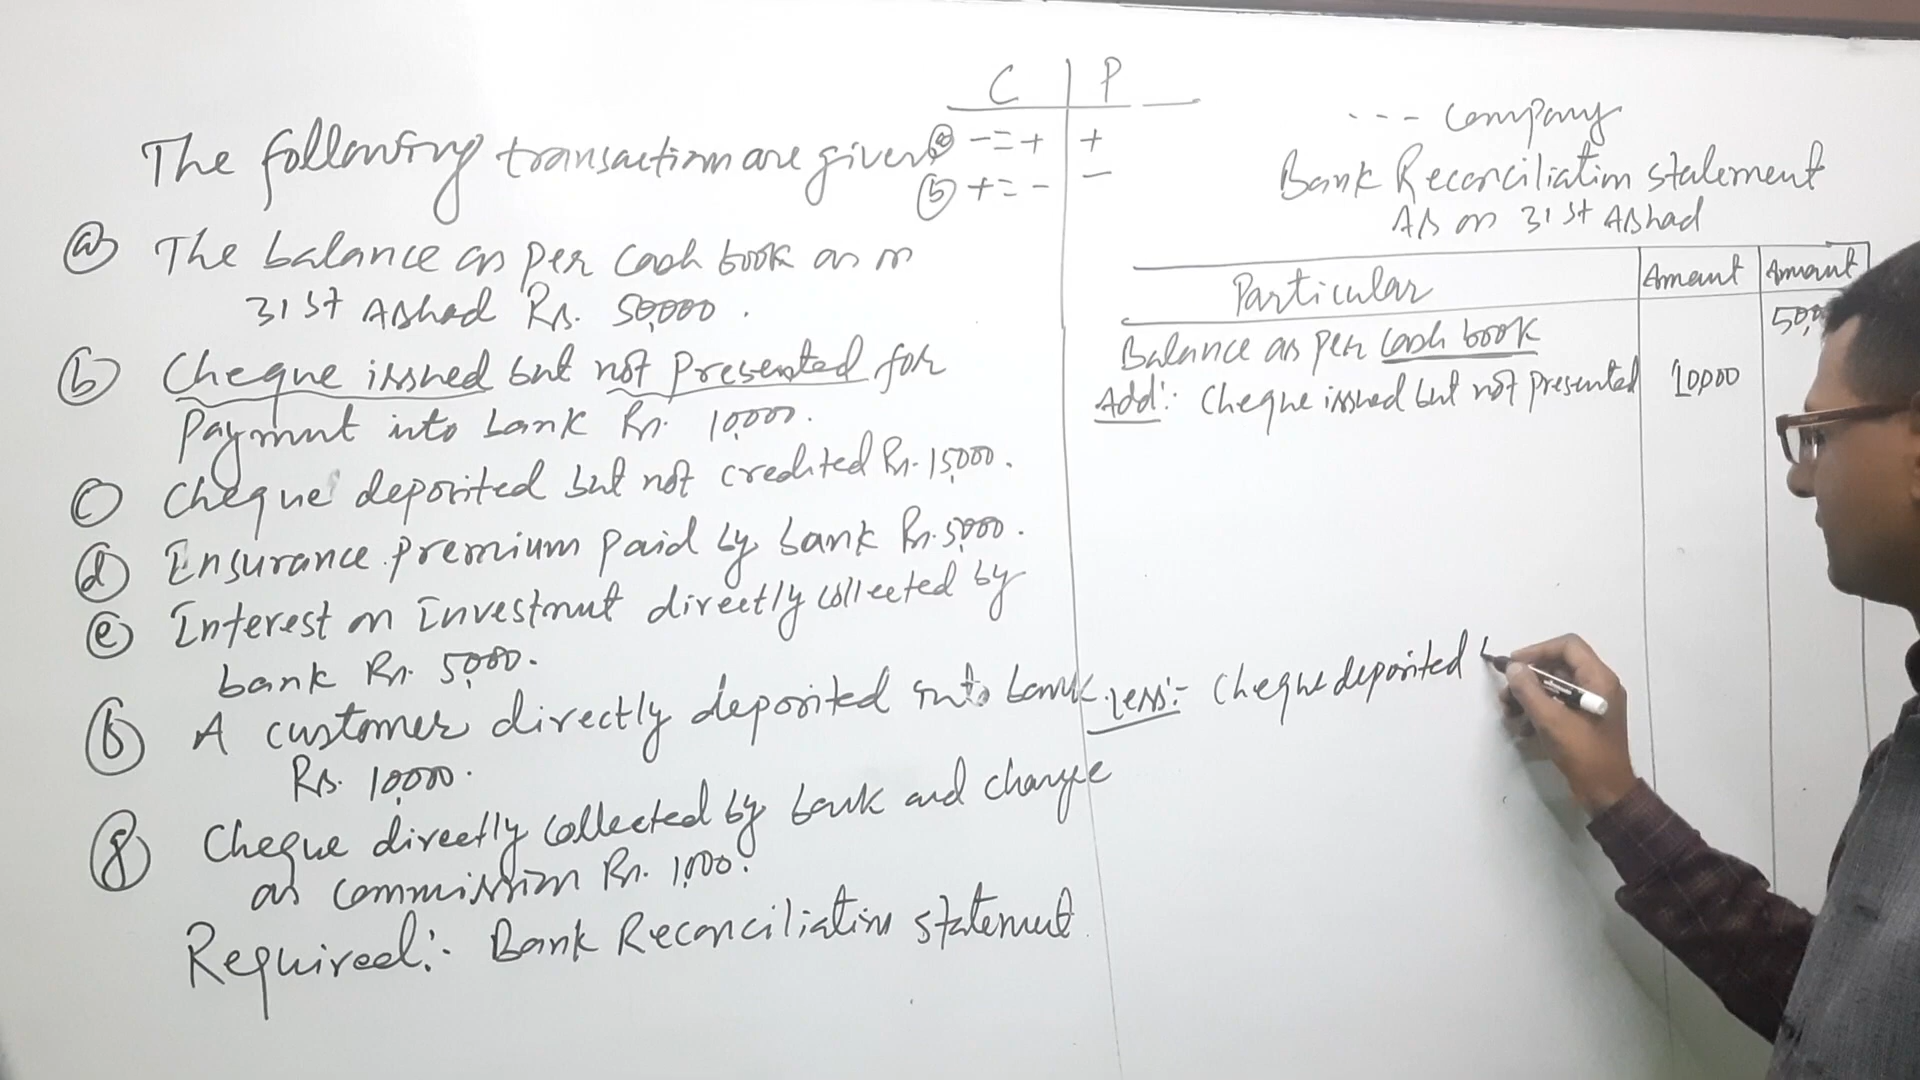 The following transaction are given
ⓐ The balance as per cash book as on
31st Ashad Rs. 50,000.
ⓑ Cheque issued but not presented for
Payment into bank Rs. 10,000.
ⓒ Cheque deposited but not credited Rs. 15,000.
ⓓ Ensurance premium paid by bank Rs. 5,000.
ⓔ Interest on Investment directly collected by
bank Rs. 5,000.
ⓕ A customer directly deposited into bank
Rs. 10,000.
ⓖ Cheque directly collected by bank and charge
as commission Rs. 1,000.
Required:- Bank Reconciliation statement
C | P
ⓐ - = + | +
ⓑ + = - | -
--- Company
Bank Reconciliation statement
As on 31st Ashad
Particular Amount Amount
Balance as per cash book
Add:- Cheque issued but not presented 10,000
Less:- Cheque deposited